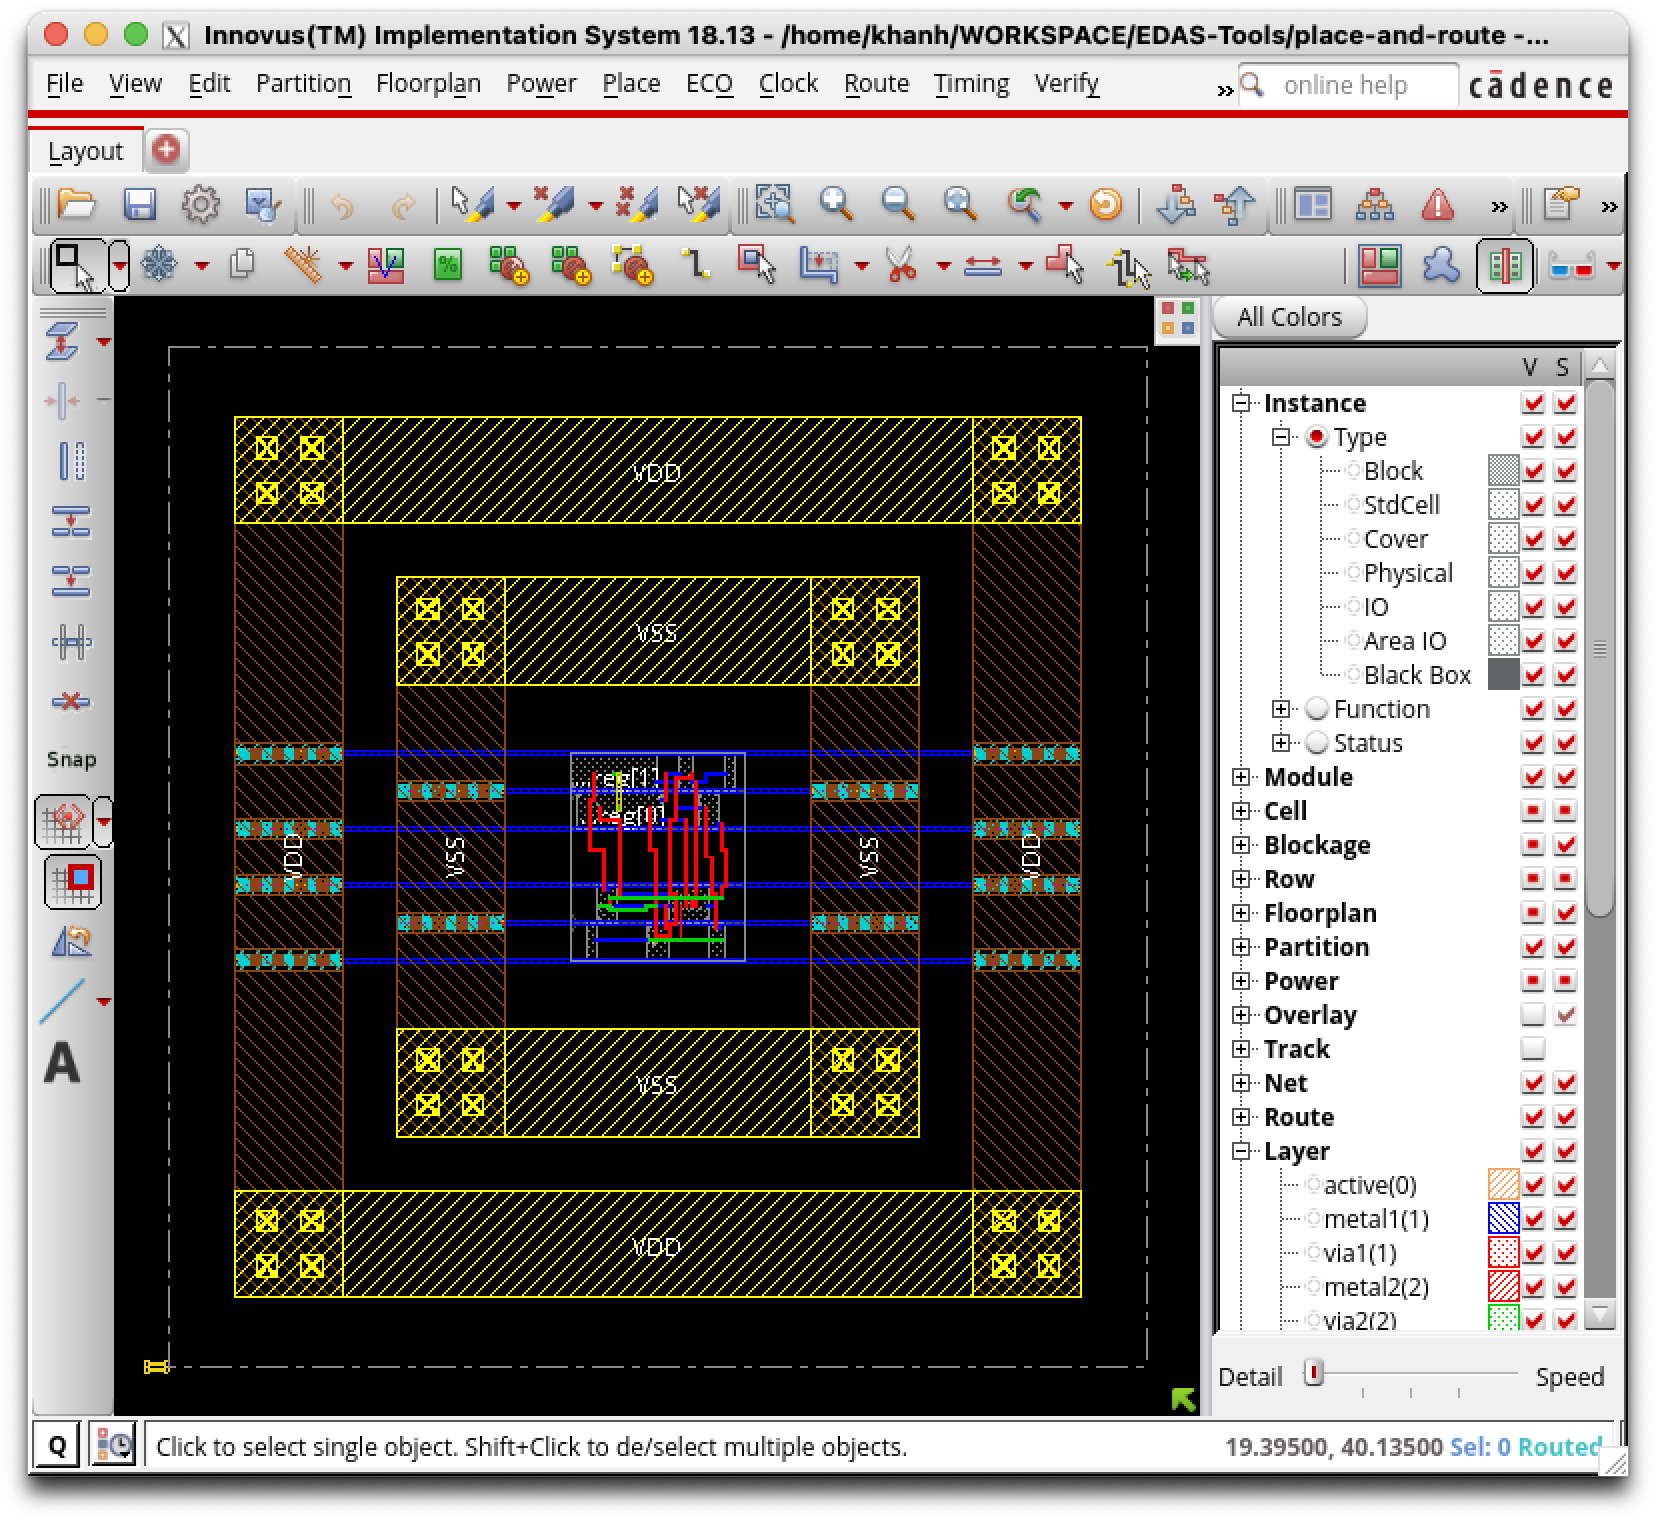 Innovus(TM) Implementation System 18.13 - /home/khanh/WORKSPACE/EDAS-Tools/place-and-route -...
File View Edit Partition Floorplan Power Place ECO Clock Route Timing Verify » online help cādence
Layout
»
»
%
Snap
A
VDD
VSS
reg[1]
eg[0]
VDD
VSS
VSS
VDD
VSS
VDD
All Colors
V S
Instance
Type
Block
StdCell
Cover
Physical
IO
Area IO
Black Box
Function
Status
Module
Cell
Blockage
Row
Floorplan
Partition
Power
Overlay
Track
Net
Route
Layer
active(0)
metal1(1)
via1(1)
metal2(2)
via2(2)
Detail Speed
Q Click to select single object. Shift+Click to de/select multiple objects. 19.39500, 40.13500 Sel: 0 Routed